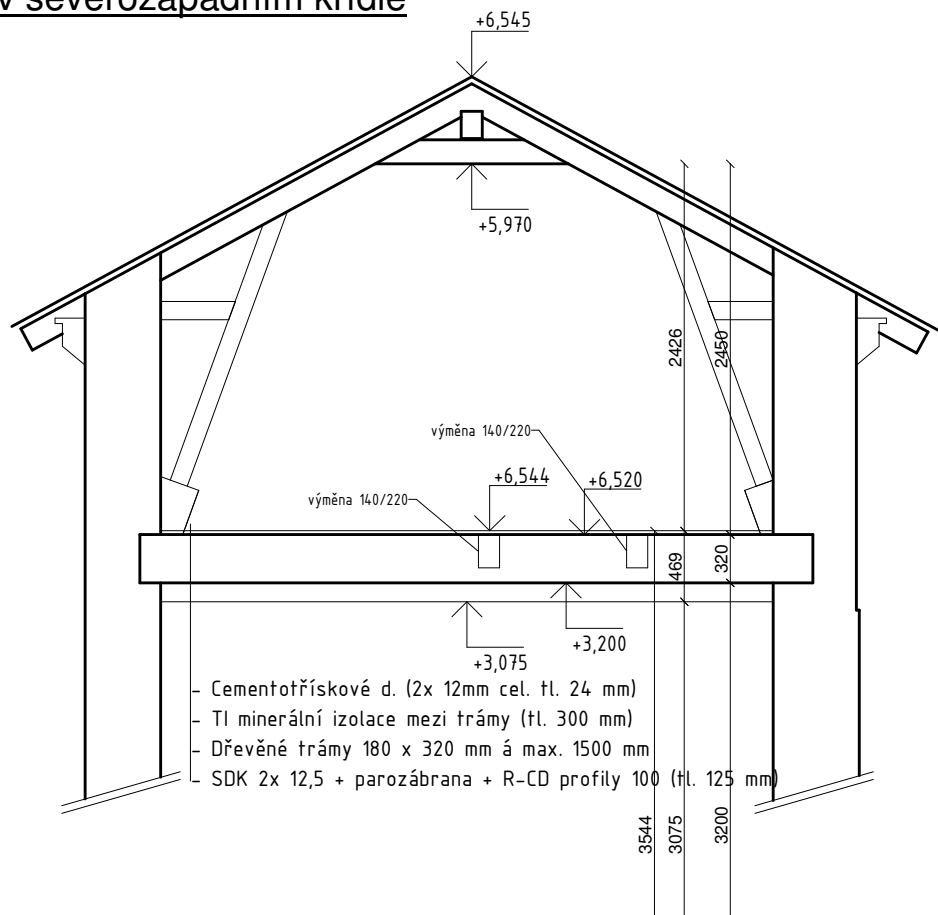 v severozápadním křídle
+6,545
+5,970
2426
2450
výměna 140/220
+6,544
+6,520
výměna 140/220
469
320
+3,200
+3,075
- Cementotřískové d. (2x 12mm cel. tl. 24 mm)
- TI minerální izolace mezi trámy (tl. 300 mm)
- Dřevěné trámy 180 x 320 mm á max. 1500 mm
- SDK 2x 12,5 + parozábrana + R-CD profily 100 (tl. 125 mm)
3544
3075
3200